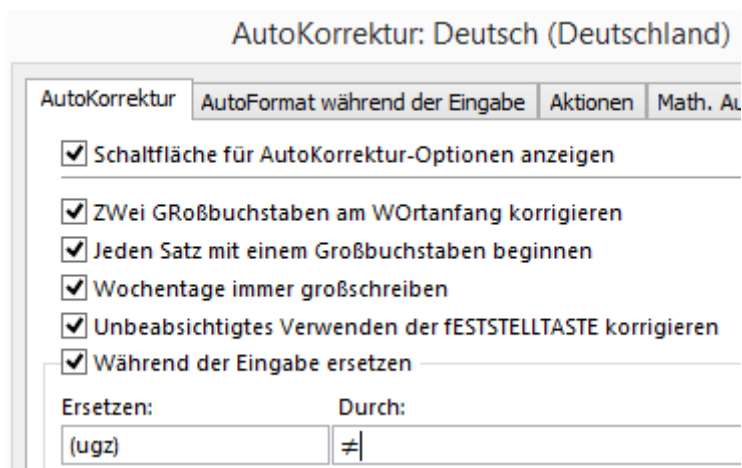 AutoKorrektur: Deutsch (Deutschland)
AutoKorrektur AutoFormat während der Eingabe Aktionen Math. Au
Schaltfläche für AutoKorrektur-Optionen anzeigen
ZWei GRoßbuchstaben am WOrtanfang korrigieren
Jeden Satz mit einem Großbuchstaben beginnen
Wochentage immer großschreiben
Unbeabsichtigtes Verwenden der fESTSTELLTASTE korrigieren
Während der Eingabe ersetzen
Ersetzen: Durch:
(ugz) ≠